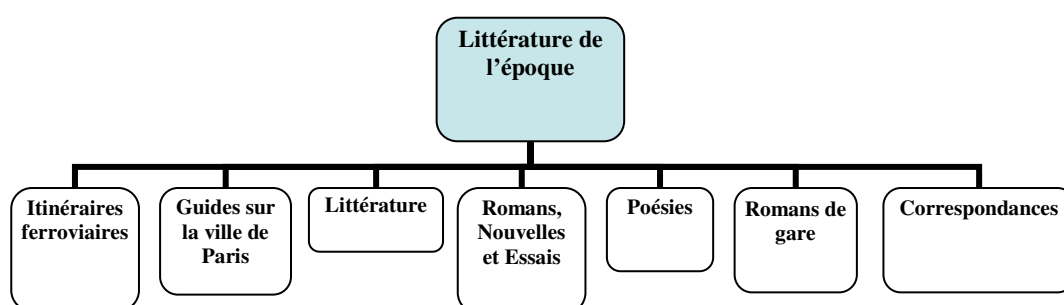 Littérature de
l’époque
Itinéraires
ferroviaires
Guides sur
la ville de
Paris
Littérature
Romans,
Nouvelles
et Essais
Poésies
Romans de
gare
Correspondances